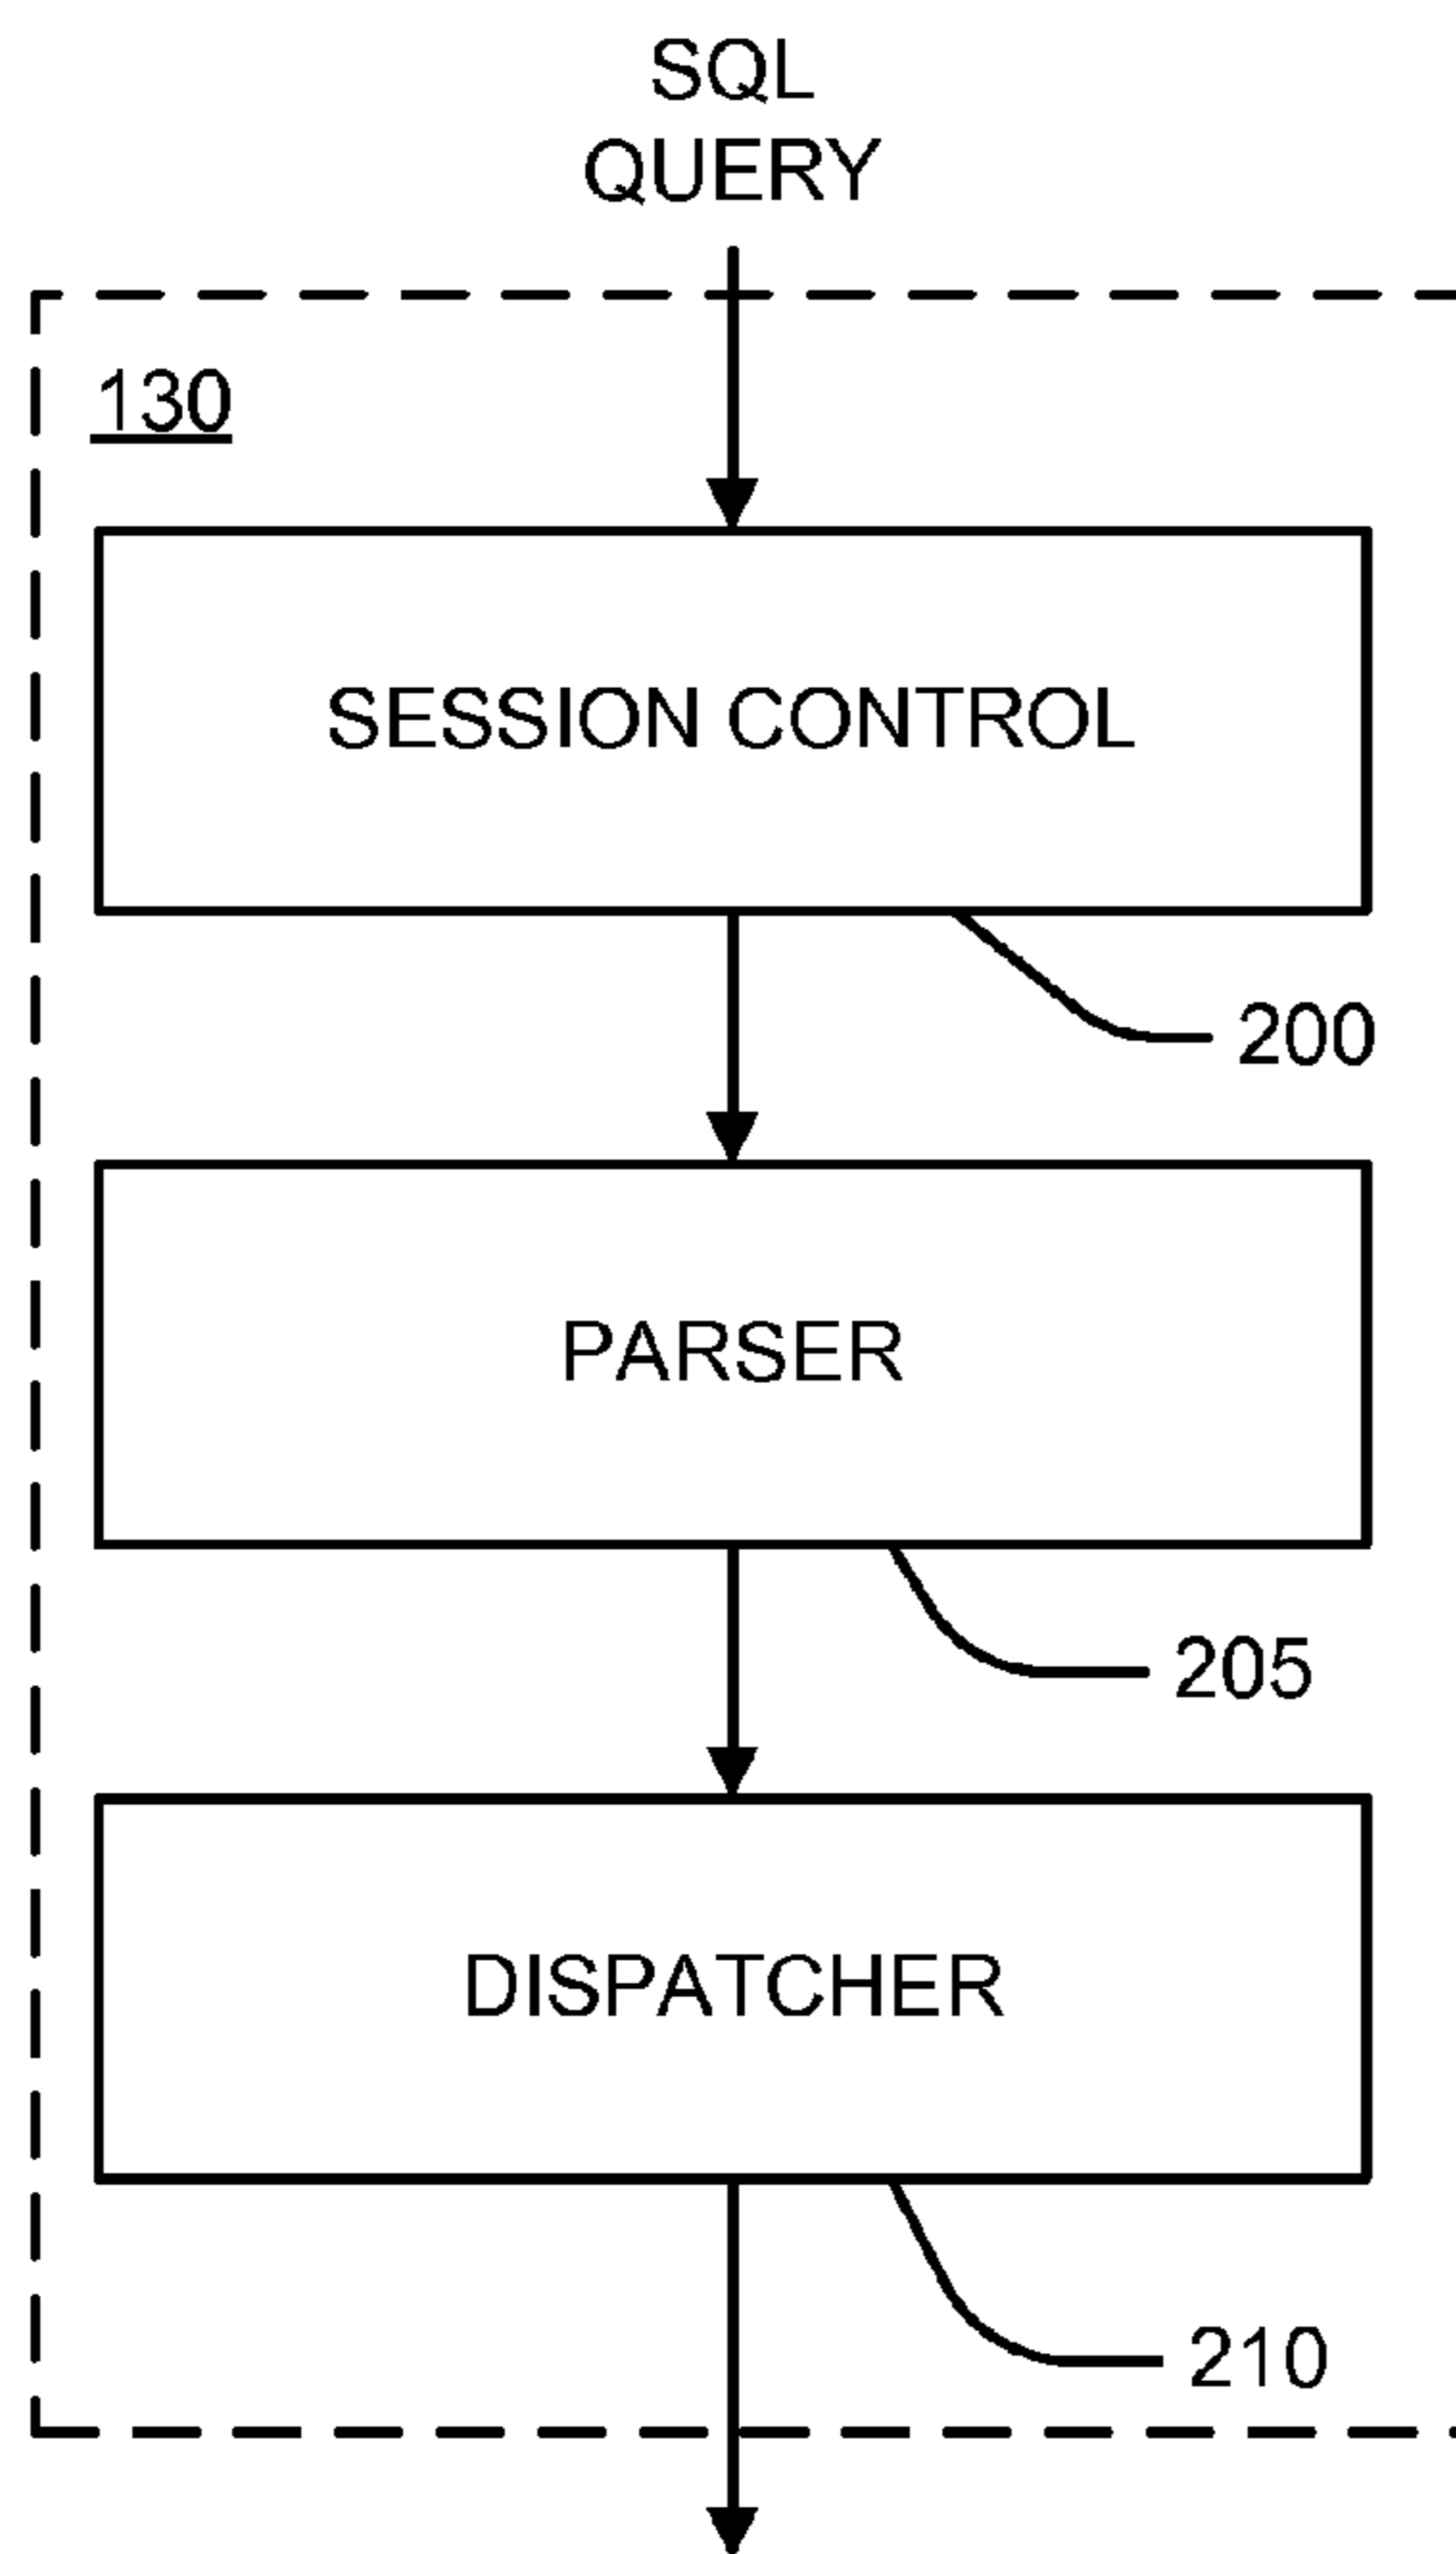 SQL
QUERY
130
SESSION CONTROL
200
PARSER
205
DISPATCHER
210